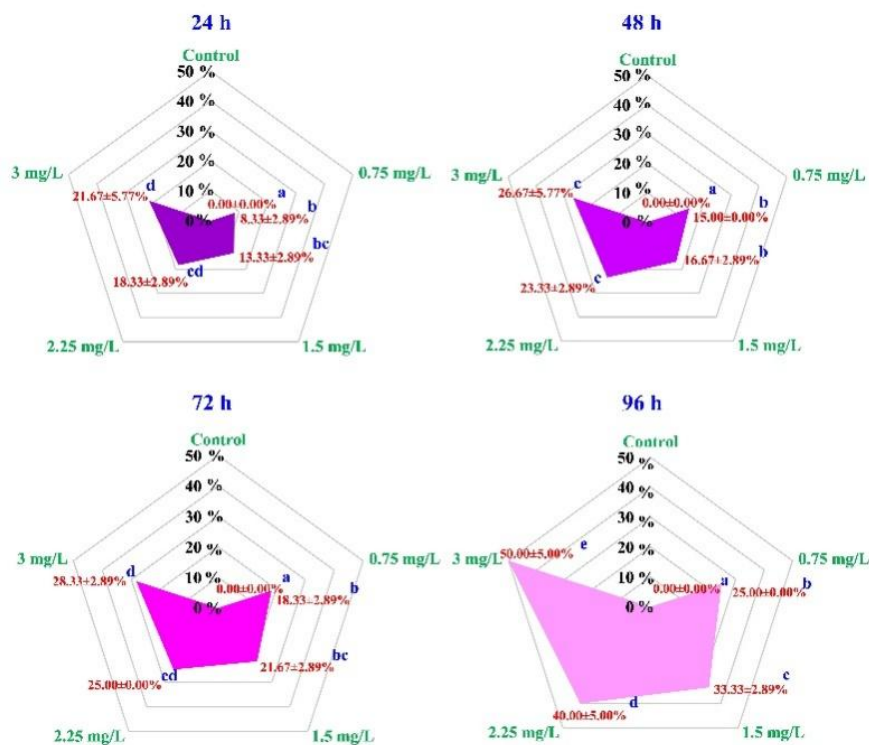 24 h
Control
50 %
40 %
30 %
20 %
10 %
0 %
3 mg/L
0.75 mg/L
21.67±5.77%
d
0.00±0.00%
a
8.33±2.89%
b
13.33±2.89%
bc
18.33±2.89%
cd
2.25 mg/L
1.5 mg/L
48 h
Control
50 %
40 %
30 %
20 %
10 %
0 %
3 mg/L
0.75 mg/L
26.67±5.77%
c
0.00±0.00%
a
15.00±0.00%
b
16.67±2.89%
b
23.33±2.89%
c
2.25 mg/L
1.5 mg/L
72 h
Control
50 %
40 %
30 %
20 %
10 %
0 %
3 mg/L
0.75 mg/L
28.33±2.89%
d
0.00±0.00%
a
18.33±2.89%
b
21.67±2.89%
bc
25.00±0.00%
cd
2.25 mg/L
1.5 mg/L
96 h
Control
50 %
40 %
30 %
20 %
10 %
0 %
3 mg/L
0.75 mg/L
50.00±5.00%
e
0.00±0.00%
a
25.00±0.00%
b
33.33±2.89%
c
40.00±5.00%
d
2.25 mg/L
1.5 mg/L